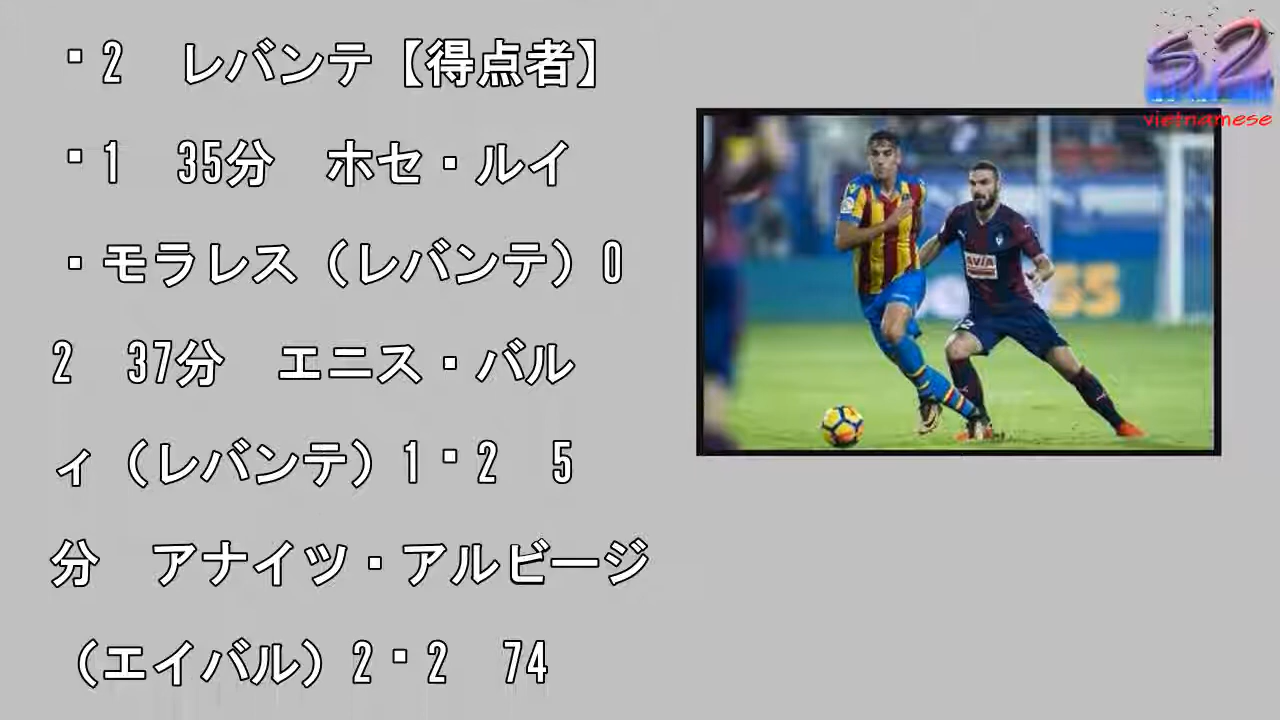 ・2　レバンテ【得点者】
・1　35分　ホセ・ルイ
・モラレス（レバンテ）0
2　37分　エニス・バル
ィ（レバンテ）1・2　5
分　アナイツ・アルビージ
（エイバル）2・2　74
S2
vietnamese
AVIA
55